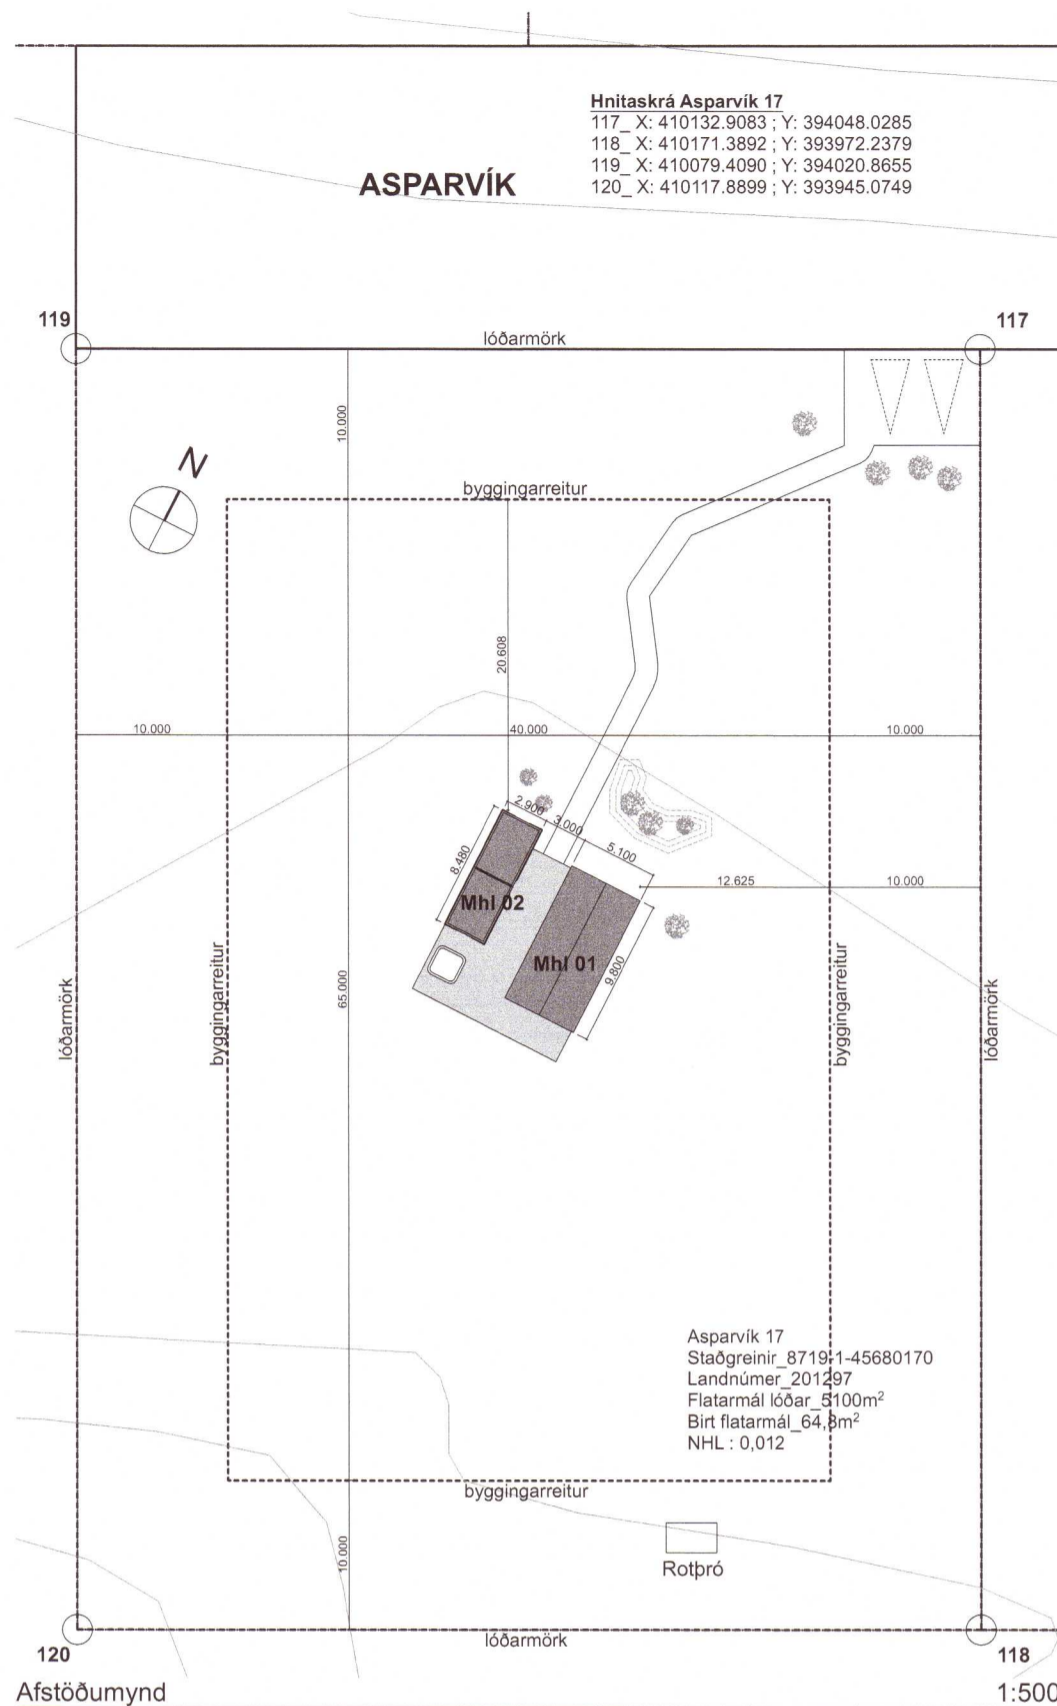 Hnitaskrá Asparvík 17
117_ X: 410132.9083 ; Y: 394048.0285
118_ X: 410171.3892 ; Y: 393972.2379
119_ X: 410079.4090 ; Y: 394020.8655
120_ X: 410117.8899 ; Y: 393945.0749
ASPARVÍK
119
117
lóðarmörk
10.000
N
byggingarreitur
20.608
10.000
40.000
10.000
2.900
3.000
5.100
8.480
12.625
10.000
Mhl 02
Mhl 01
9.800
lóðarmörk
byggingarreitur
65.000
byggingarreitur
lóðarmörk
Asparvík 17
Staðgreinir_8719-1-45680170
Landnúmer_201297
Flatarmál lóðar_5100m²
Birt flatarmál_64,8m²
NHL : 0,012
byggingarreitur
10.000
Rotþró
lóðarmörk
120
118
Afstöðumynd
1:500